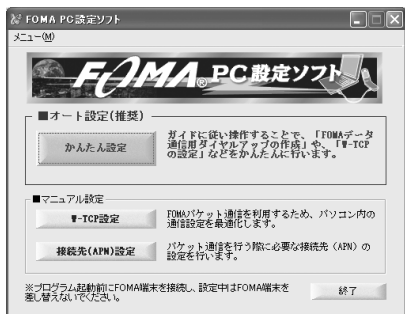 FOMA PC設定ソフト
メニュー(M)
FOMA® PC設定ソフト
■オート設定(推奨)
かんたん設定
ガイドに従い操作することで、「FOMAデータ
通信用ダイヤルアップの作成」や、「W-TCP
の設定」などをかんたんに行います。
■マニュアル設定
W-TCP設定
FOMAパケット通信を利用するため、パソコン内の
通信設定を最適化します。
接続先(APN)設定
パケット通信を行う際に必要な接続先(APN)の
設定を行います。
※プログラム起動前にFOMA端末を接続し、設定中はFOMA端末を
差し替えないでください。
終了